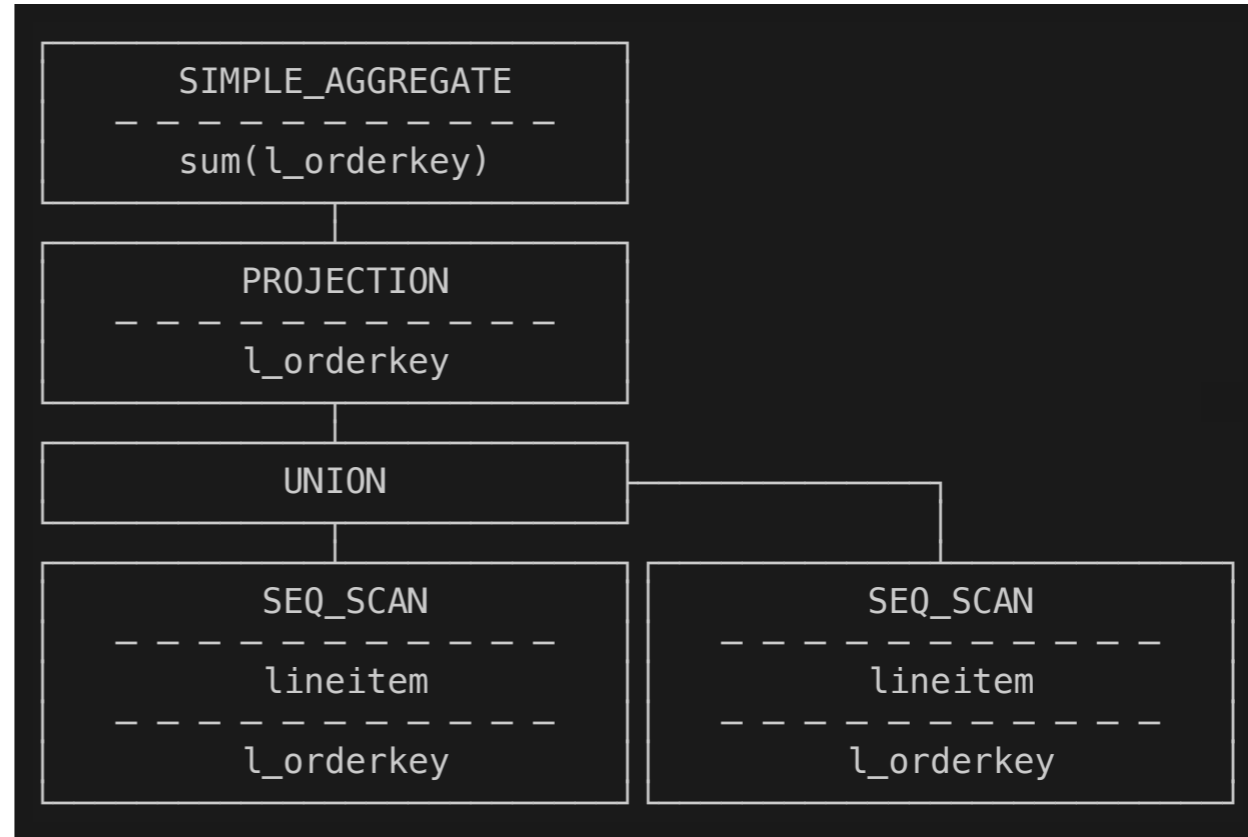 SIMPLE_AGGREGATE
sum(l_orderkey)
PROJECTION
l_orderkey
UNION
SEQ_SCAN
lineitem
l_orderkey
SEQ_SCAN
lineitem
l_orderkey